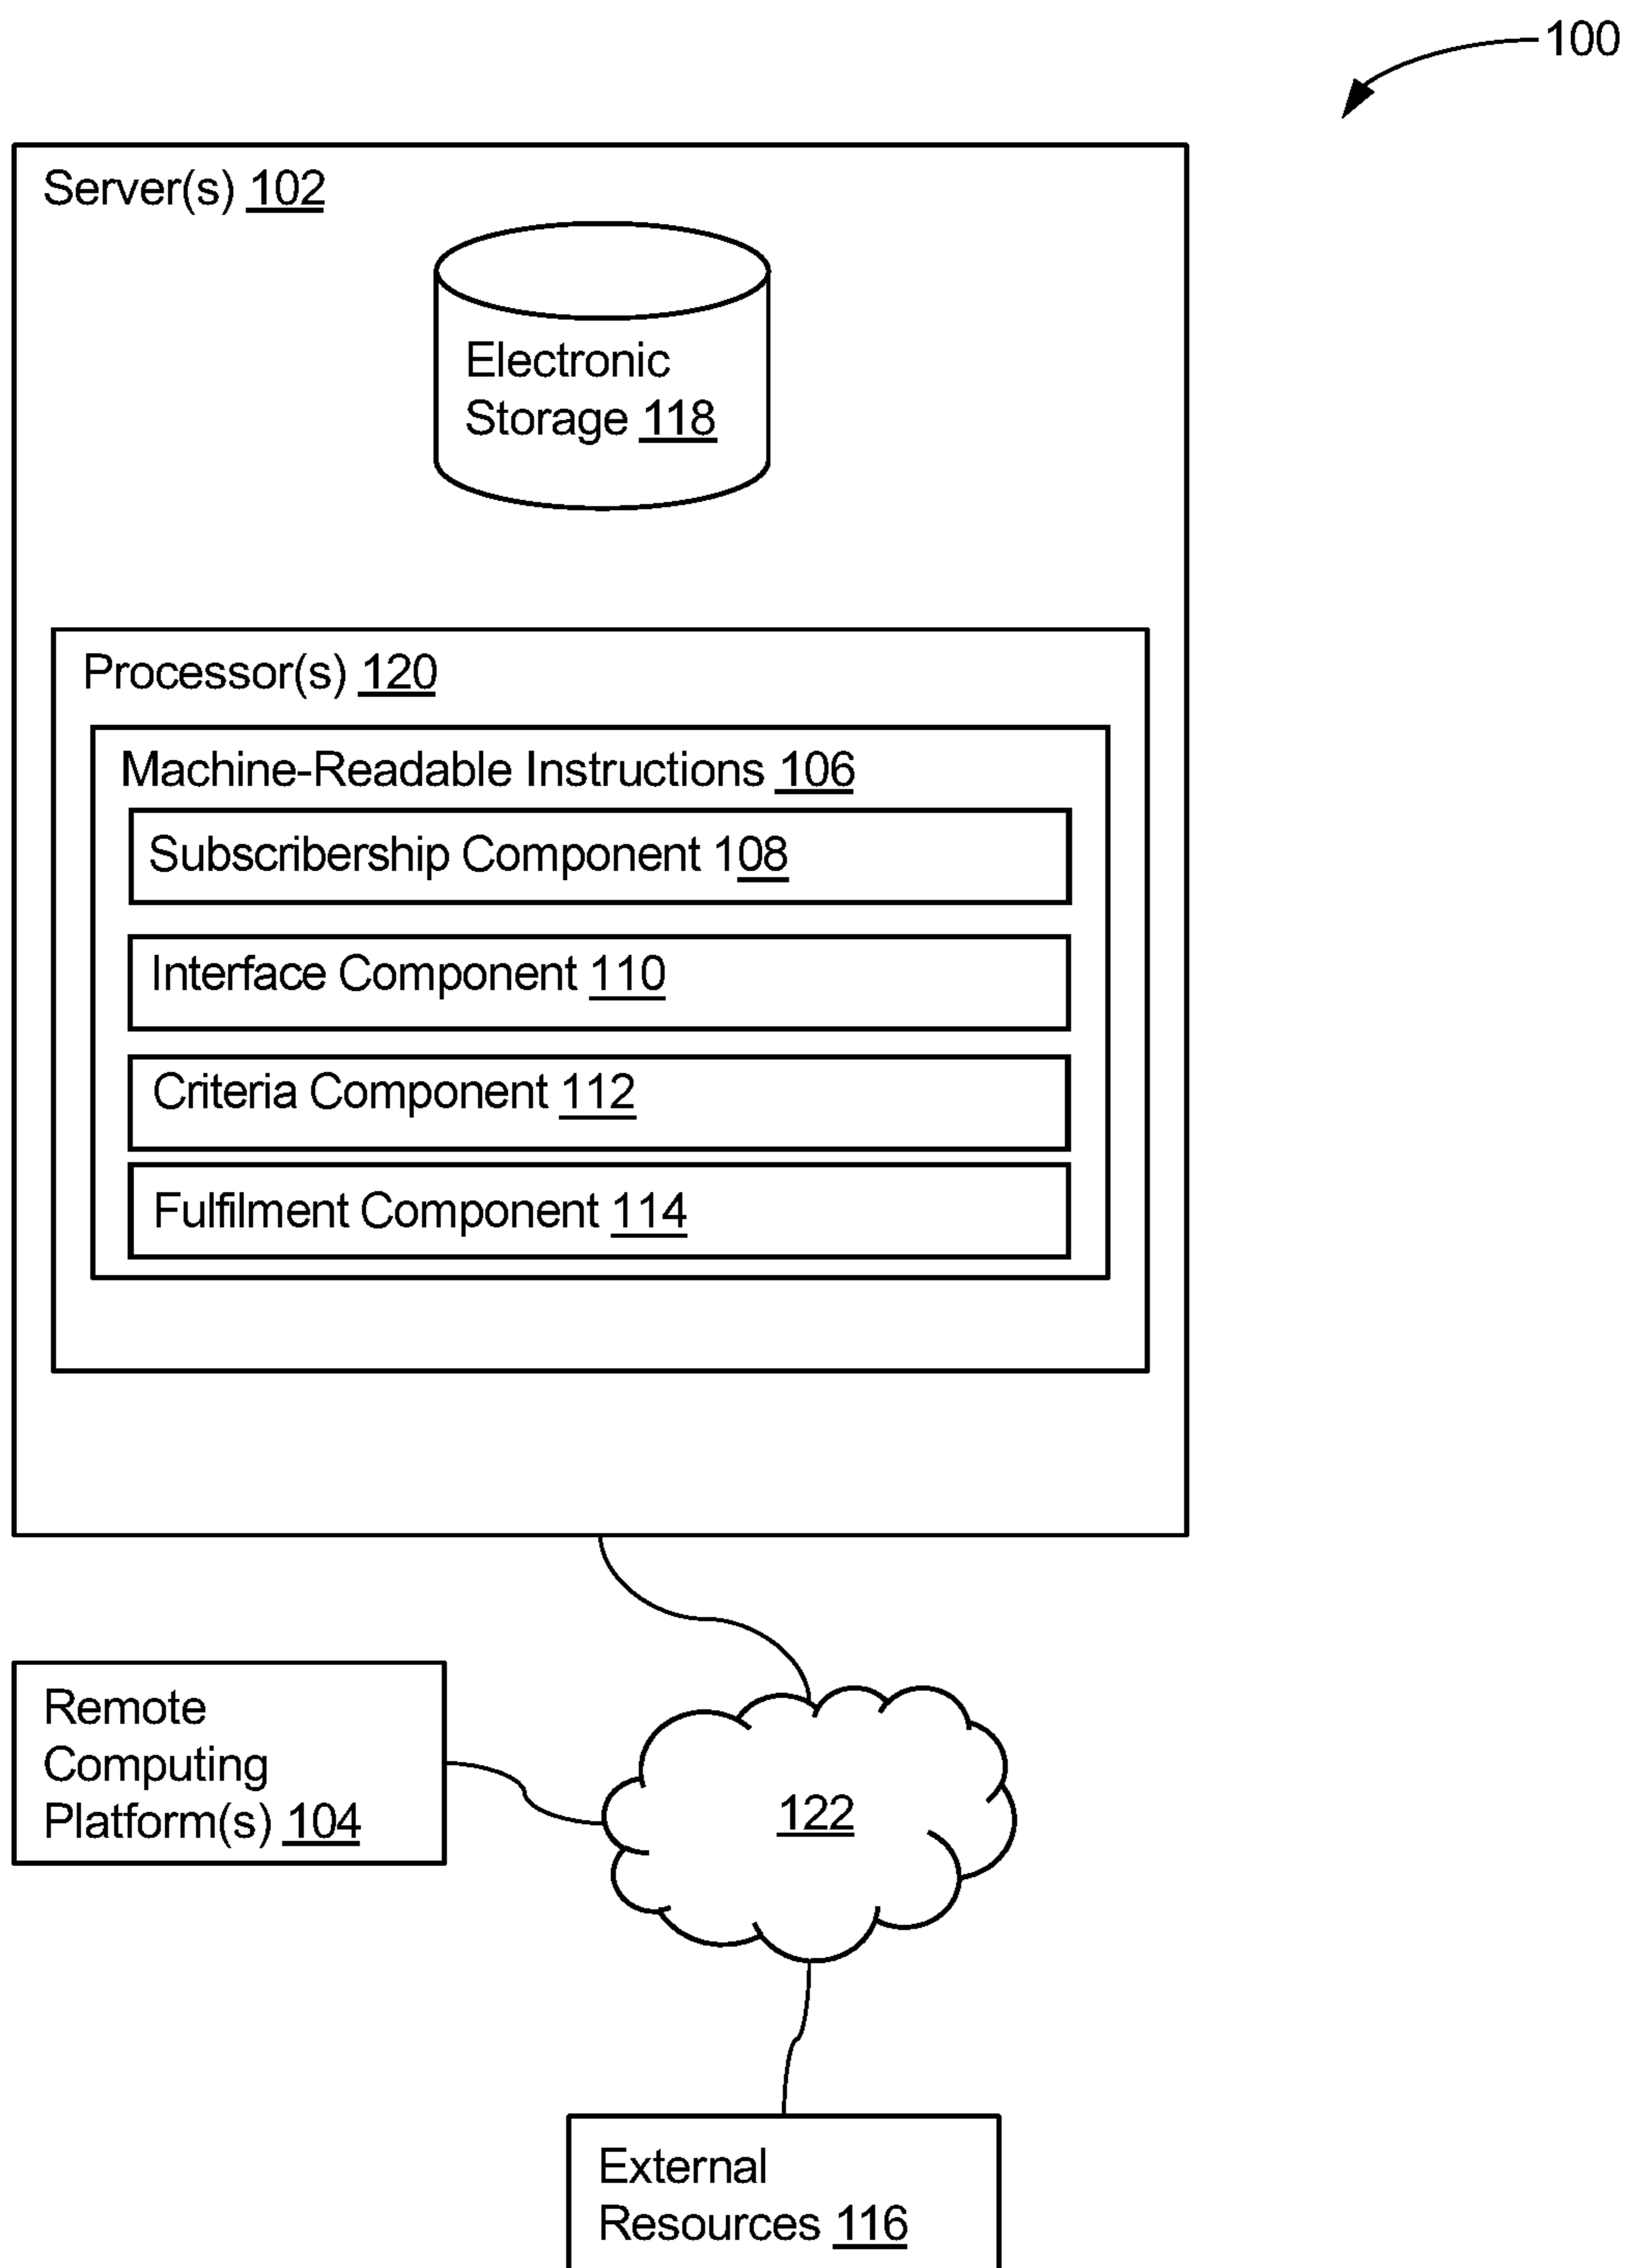 100
Server(s) 102
Electronic
Storage 118
Processor(s) 120
Machine-Readable Instructions 106
Subscribership Component 108
Interface Component 110
Criteria Component 112
Fulfilment Component 114
Remote
Computing
Platform(s) 104
122
External
Resources 116